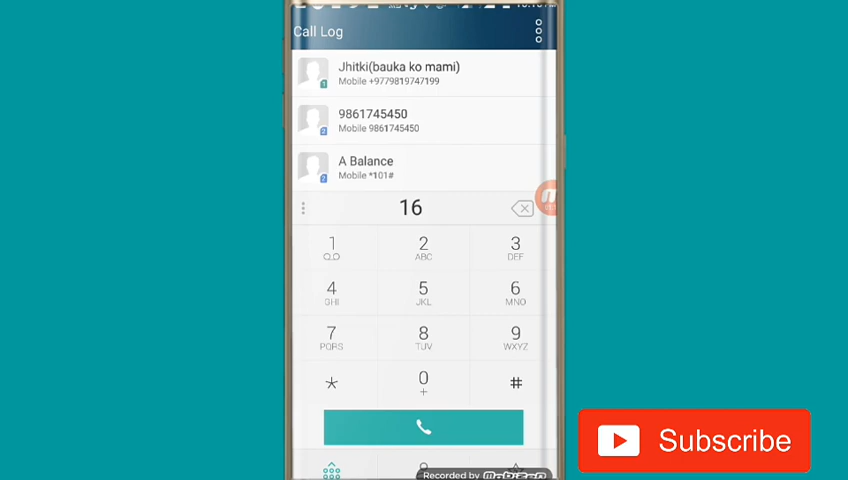 Call Log
Jhitki(bauka ko mami)
Mobile +9779819747199
9861745450
Mobile 9861745450
A Balance
Mobile *101#
16
1
2
ABC
3
DEF
4
GHI
5
JKL
6
MNO
7
PQRS
8
TUV
9
WXYZ
*
0
+
#
Subscribe
Recorded by MOBIZEN